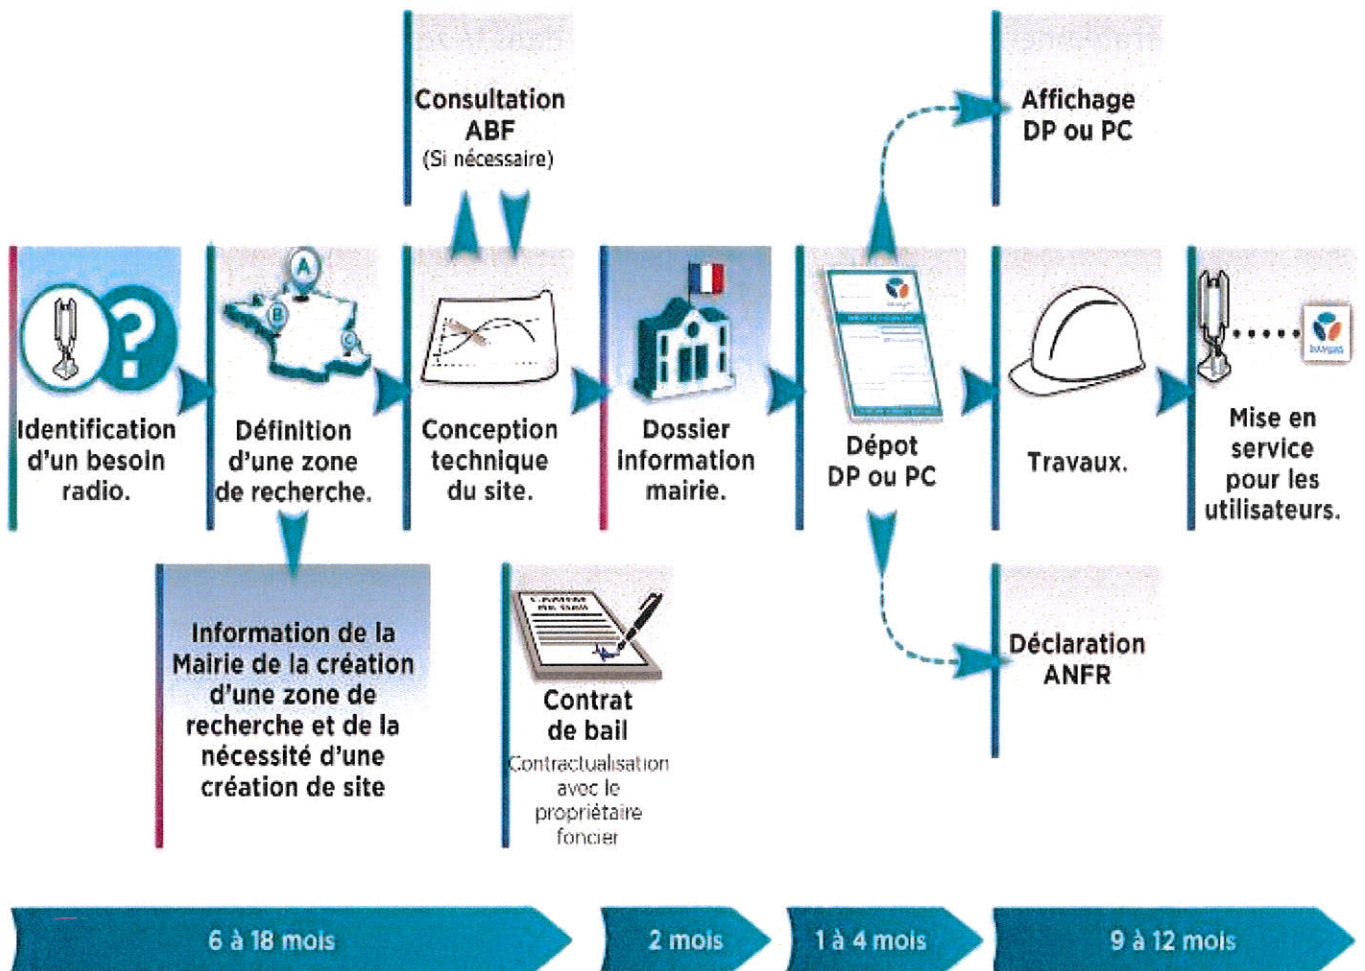 Consultation
ABF
(Si nécessaire)
Affichage
DP ou PC
A
B
C
Identification
d'un besoin
radio.
Définition
d'une zone
de recherche.
Conception
technique
du site.
Dossier
Information
mairie.
Dépot
DP ou PC
Travaux.
Mise en
service
pour les
utilisateurs.
Information de la
Mairie de la création
d'une zone de
recherche et de la
nécessité d'une
création de site
Contrat
de bail
Contractualisation
avec le
propriétaire
foncier
Déclaration
ANFR
6 à 18 mois
2 mois
1 à 4 mois
9 à 12 mois